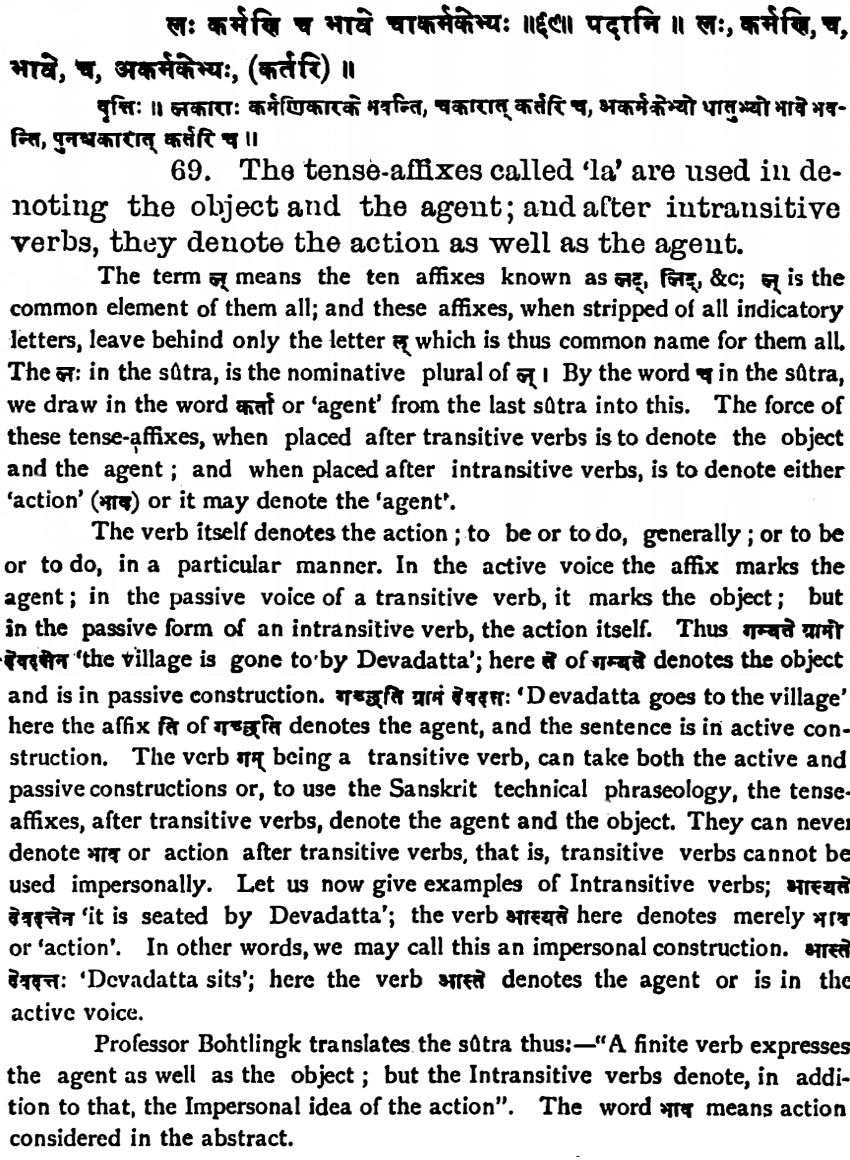 लः कर्मणि च भावे चाकर्मकेभ्यः ॥६९॥ पदानि ॥ लः, कर्मणि, च,
भावे, च, अकर्मकेभ्यः, (कर्तरि) ॥
वृत्तिः ॥ लकाराः कर्मणिकारके भवन्ति, चकारात् कर्तरि च, अकर्मकेभ्यो धातुभ्यो भावे भव-
न्ति, पुनश्चकारात् कर्तरि च ॥
69. The tense-affixes called ‘la’ are used in de-
noting the object and the agent; and after intransitive
verbs, they denote the action as well as the agent.
The term ल् means the ten affixes known as लट्, लिट्, &c; ल् is the
common element of them all; and these affixes, when stripped of all indicatory
letters, leave behind only the letter ल् which is thus common name for them all.
The लः in the sûtra, is the nominative plural of ल् । By the word च in the sûtra,
we draw in the word कर्ता or ‘agent’ from the last sûtra into this. The force of
these tense-affixes, when placed after transitive verbs is to denote the object
and the agent ; and when placed after intransitive verbs, is to denote either
‘action’ (भाव) or it may denote the ‘agent’.
The verb itself denotes the action ; to be or to do, generally ; or to be
or to do, in a particular manner. In the active voice the affix marks the
agent ; in the passive voice of a transitive verb, it marks the object ; but
in the passive form of an intransitive verb, the action itself. Thus गम्यते ग्रामो
देवदत्तेन ‘the village is gone to by Devadatta’; here ते of गम्यते denotes the object
and is in passive construction. गच्छति ग्रामं देवदत्तः ‘Devadatta goes to the village’
here the affix ति of गच्छति denotes the agent, and the sentence is in active con-
struction. The verb गम् being a transitive verb, can take both the active and
passive constructions or, to use the Sanskrit technical phraseology, the tense-
affixes, after transitive verbs, denote the agent and the object. They can never
denote भाव or action after transitive verbs, that is, transitive verbs cannot be
used impersonally. Let us now give examples of Intransitive verbs; आस्यते
देवदत्तेन ‘it is seated by Devadatta’; the verb आस्यते here denotes merely भाव
or ‘action’. In other words, we may call this an impersonal construction. आस्ते
देवदत्तः ‘Devadatta sits’; here the verb आस्ते denotes the agent or is in the
active voice.
Professor Bohtlingk translates the sûtra thus:—“A finite verb expresses
the agent as well as the object ; but the Intransitive verbs denote, in addi-
tion to that, the Impersonal idea of the action”. The word भाव means action
considered in the abstract.